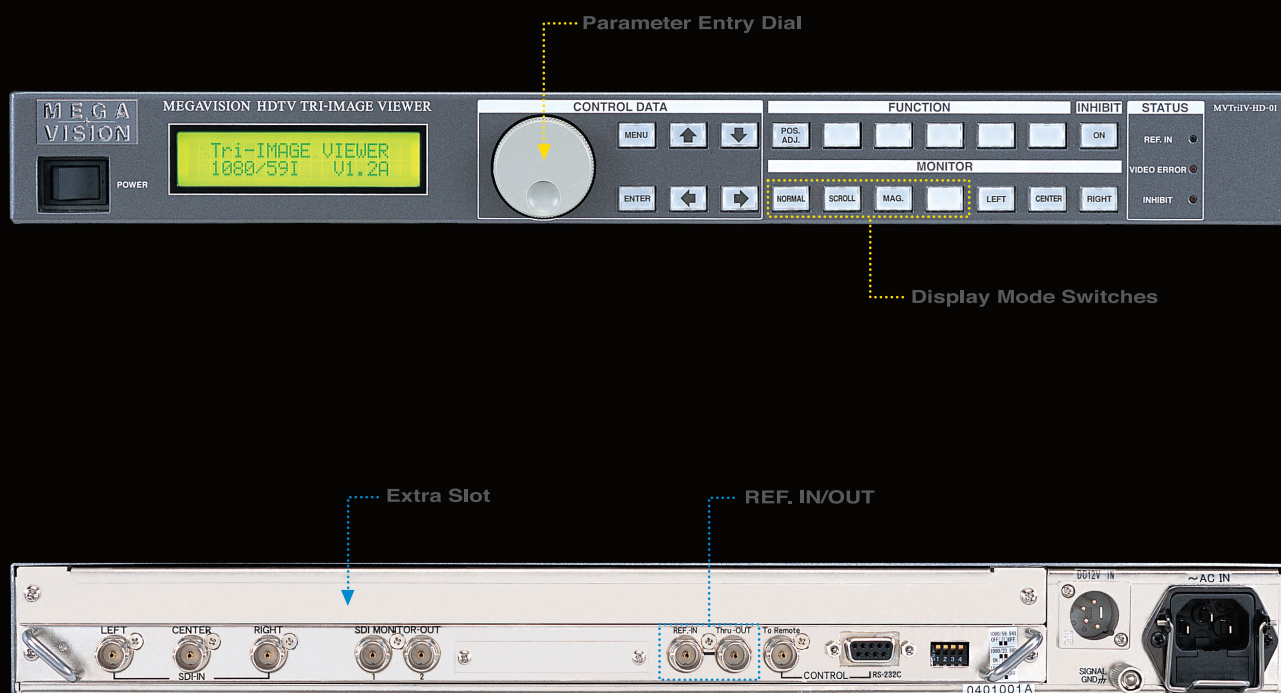 Parameter Entry Dial
MEGA VISION
MEGAVISION HDTV TRI-IMAGE VIEWER
CONTROL DATA
FUNCTION
INHIBIT
STATUS
MVTriIV-HD-01
Tri-IMAGE VIEWER
1080/59I V1.2A
POWER
MENU
POS. ADJ.
ON
REF. IN
MONITOR
VIDEO ERROR
ENTER
NORMAL
SCROLL
MAG.
LEFT
CENTER
RIGHT
INHIBIT
Display Mode Switches
Extra Slot
REF. IN/OUT
DC12V IN
~AC IN
LEFT
CENTER
RIGHT
SDI MONITOR-OUT
REF.-IN
Thru-OUT
To Remote
SDI-IN
1
2
CONTROL
RS-232C
1 2 3 4
SIGNAL
GND
0401001A